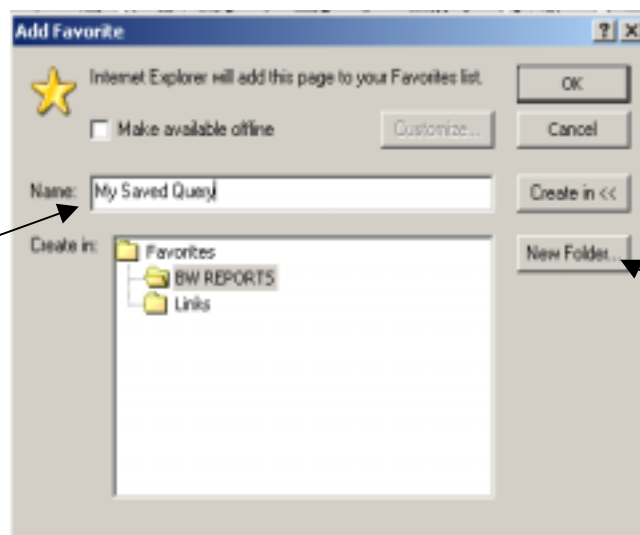 Add Favorite
? X
Internet Explorer will add this page to your Favorites list.
OK
Make available offline
Customize...
Cancel
Name: My Saved Query
Create in <<
Create in:
Favorites
New Folder...
BW REPORTS
Links